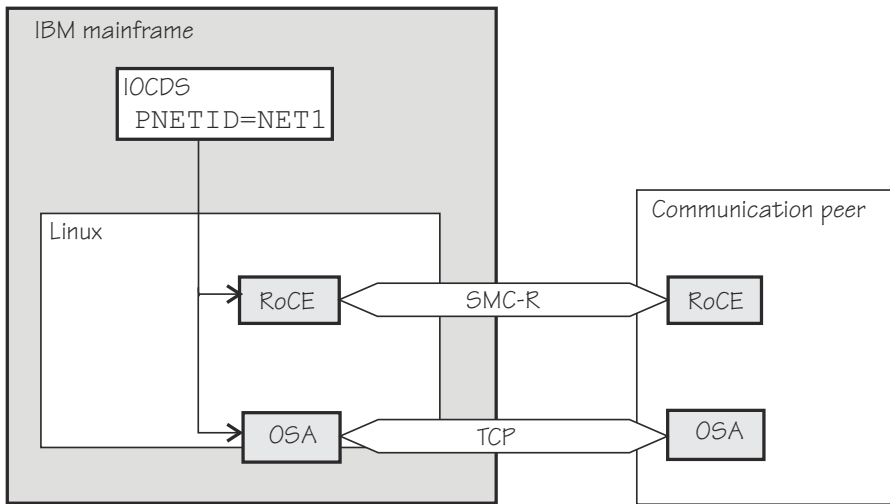 IBM mainframe
IOCDS
PNETID=NET1
Linux
Communication peer
RoCE
SMC-R
RoCE
OSA
TCP
OSA